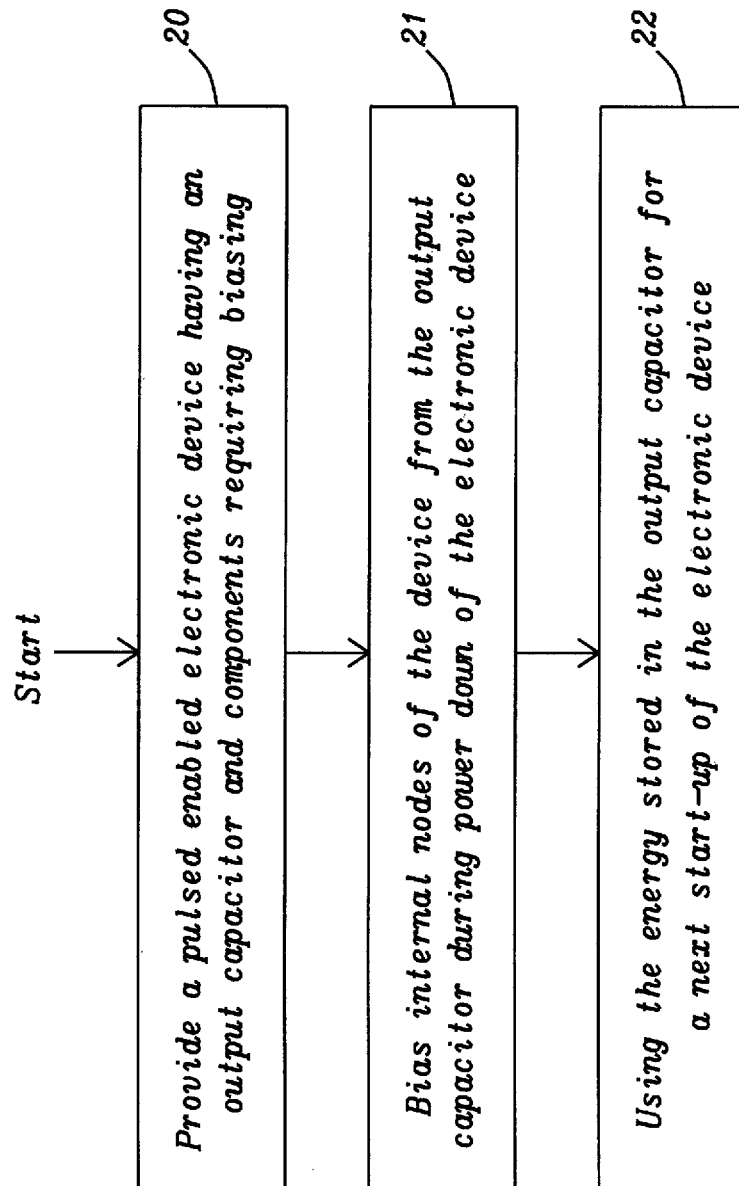 Start
20
Provide a pulsed enabled electronic device having an
output capacitor and components requiring biasing
21
Bias internal nodes of the device from the output
capacitor during power down of the electronic device
22
Using the energy stored in the output capacitor for
a next start-up of the electronic device